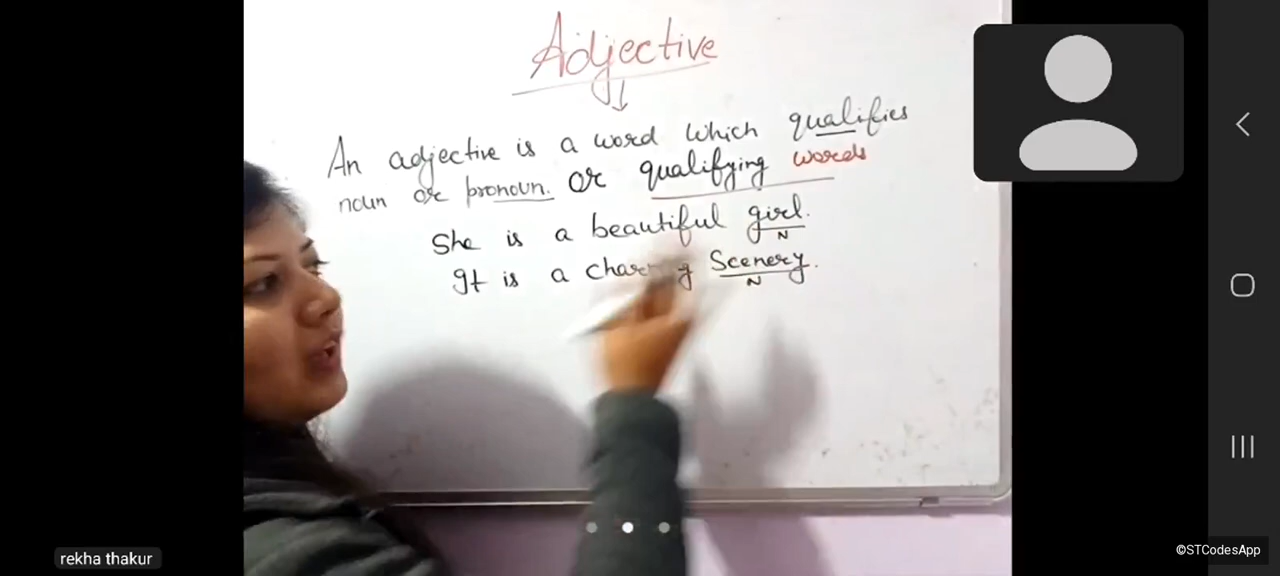 Adjective
An adjective is a word which qualifies
noun or pronoun. or qualifying words
She is a beautiful girl.
N
It is a Scenery.
N
rekha thakur
©STCodesApp